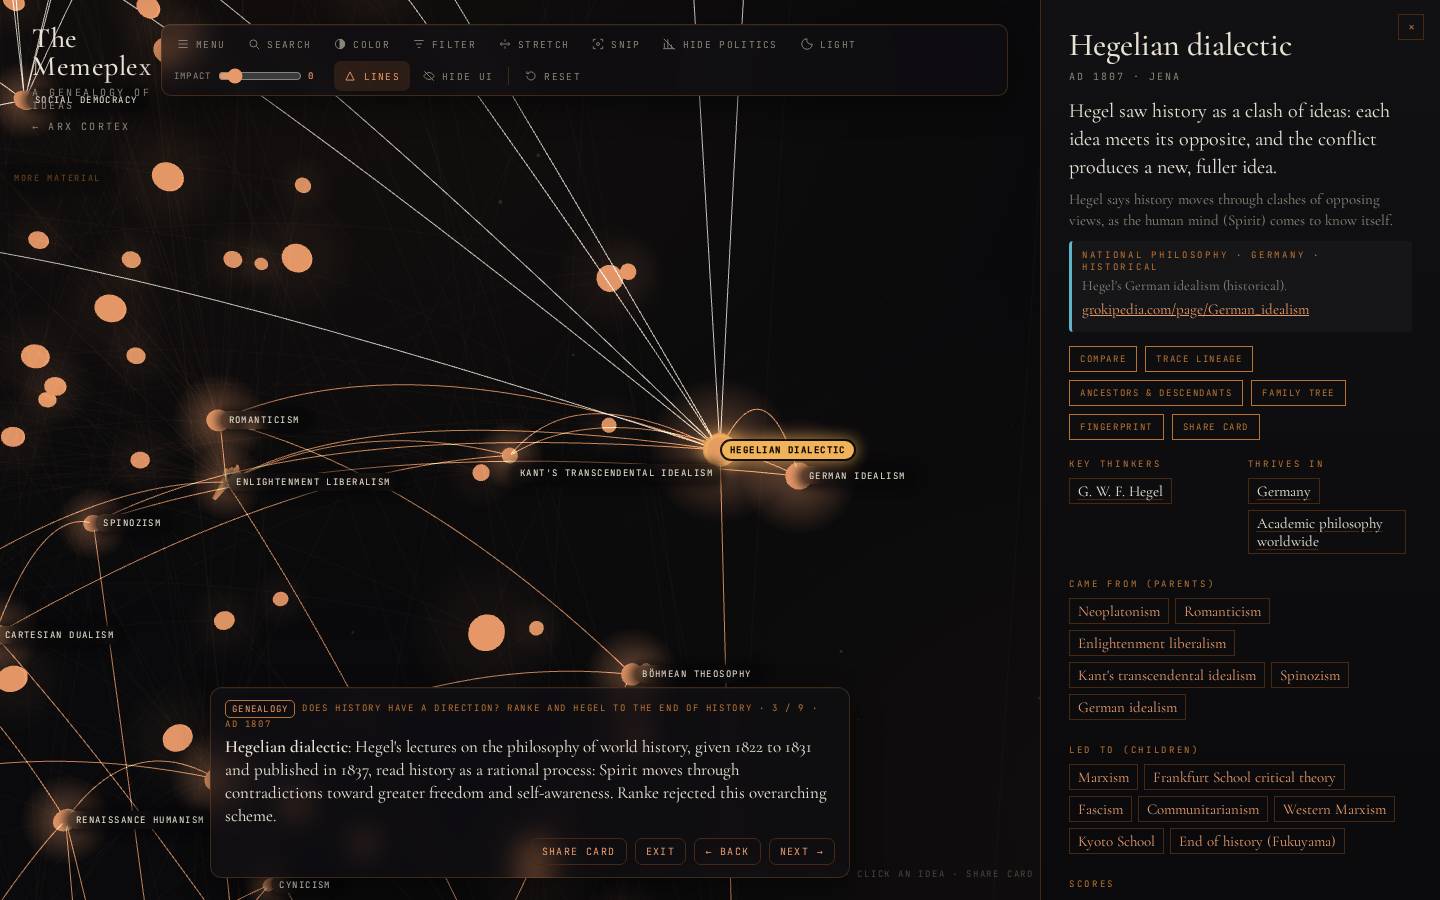 The
Memeplex
A GENEALOGY OF
IDEAS
← ARX CORTEX
MORE MATERIAL
MENU
SEARCH
COLOR
FILTER
STRETCH
SNIP
HIDE POLITICS
LIGHT
IMPACT
0
LINES
HIDE UI
RESET
SOCIAL DEMOCRACY
ROMANTICISM
HEGELIAN DIALECTIC
KANT'S TRANSCENDENTAL IDEALISM
GERMAN IDEALISM
ENLIGHTENMENT LIBERALISM
SPINOZISM
CARTESIAN DUALISM
BÖHMEAN THEOSOPHY
RENAISSANCE HUMANISM
CYNICISM
GENEALOGY DOES HISTORY HAVE A DIRECTION? RANKE AND HEGEL TO THE END OF HISTORY · 3 / 9 ·
AD 1807
Hegelian dialectic: Hegel's lectures on the philosophy of world history, given 1822 to 1831
and published in 1837, read history as a rational process: Spirit moves through
contradictions toward greater freedom and self-awareness. Ranke rejected this overarching
scheme.
SHARE CARD
EXIT
← BACK
NEXT →
CLICK AN IDEA · SHARE CARD
×
Hegelian dialectic
AD 1807 · JENA
Hegel saw history as a clash of ideas: each
idea meets its opposite, and the conflict
produces a new, fuller idea.
Hegel says history moves through clashes of opposing
views, as the human mind (Spirit) comes to know itself.
NATIONAL PHILOSOPHY · GERMANY ·
HISTORICAL
Hegel's German idealism (historical).
grokipedia.com/page/German_idealism
COMPARE
TRACE LINEAGE
ANCESTORS & DESCENDANTS
FAMILY TREE
FINGERPRINT
SHARE CARD
KEY THINKERS
G. W. F. Hegel
THRIVES IN
Germany
Academic philosophy
worldwide
CAME FROM (PARENTS)
Neoplatonism
Romanticism
Enlightenment liberalism
Kant's transcendental idealism
Spinozism
German idealism
LED TO (CHILDREN)
Marxism
Frankfurt School critical theory
Fascism
Communitarianism
Western Marxism
Kyoto School
End of history (Fukuyama)
SCORES